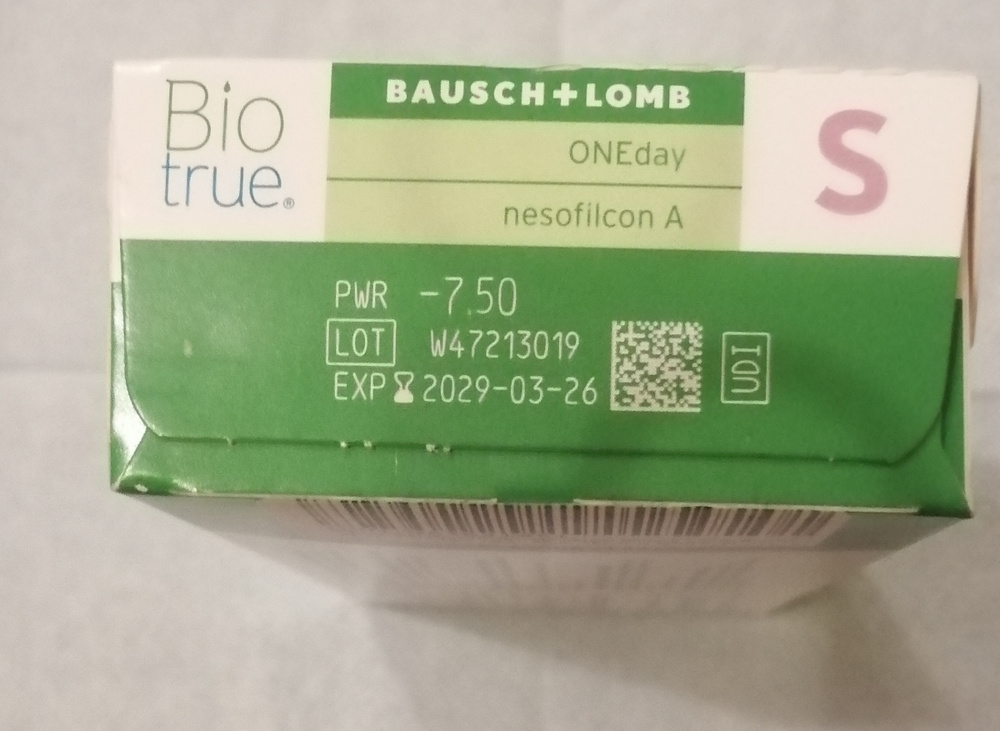 Bio
true®
BAUSCH+LOMB
ONEday
nesofilcon A
S
PWR -7.50
LOT W47213019
EXP 2029-03-26
UDI